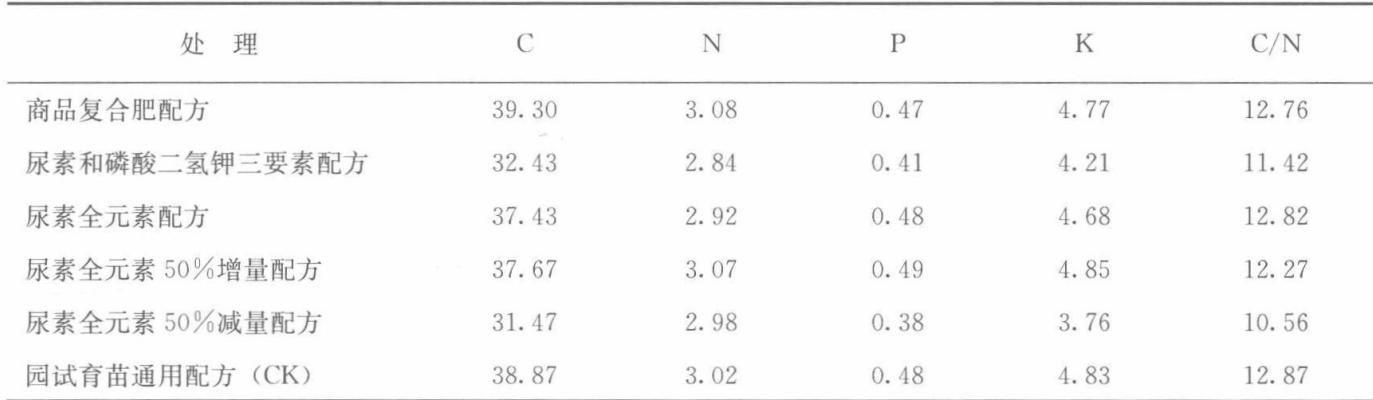 处 理 C N P K C/N
商品复合肥配方 39.30 3.08 0.47 4.77 12.76
尿素和磷酸二氢钾三要素配方 32.43 2.84 0.41 4.21 11.42
尿素全元素配方 37.43 2.92 0.48 4.68 12.82
尿素全元素 50%增量配方 37.67 3.07 0.49 4.85 12.27
尿素全元素 50%减量配方 31.47 2.98 0.38 3.76 10.56
园试育苗通用配方（CK） 38.87 3.02 0.48 4.83 12.87